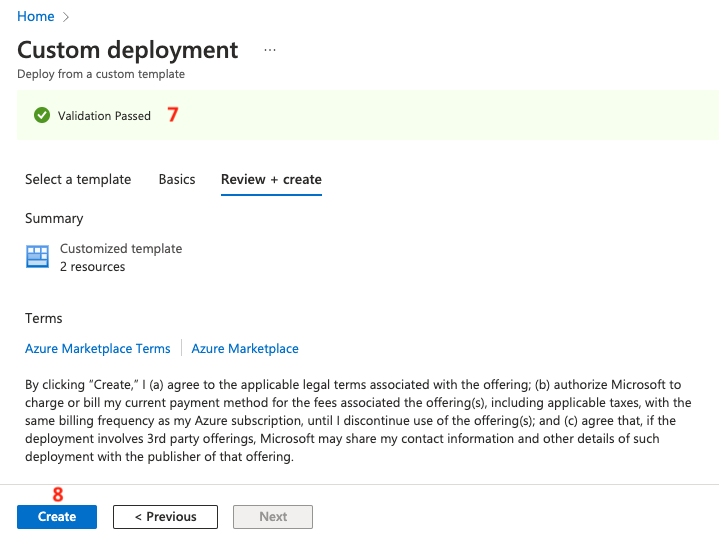 Home >
Custom deployment ...
Deploy from a custom template
Validation Passed 7
Select a template Basics Review + create
Summary
Customized template
2 resources
Terms
Azure Marketplace Terms Azure Marketplace
By clicking “Create,” I (a) agree to the applicable legal terms associated with the offering; (b) authorize Microsoft to
charge or bill my current payment method for the fees associated the offering(s), including applicable taxes, with the
same billing frequency as my Azure subscription, until I discontinue use of the offering(s); and (c) agree that, if the
deployment involves 3rd party offerings, Microsoft may share my contact information and other details of such
deployment with the publisher of that offering.
8
Create < Previous Next